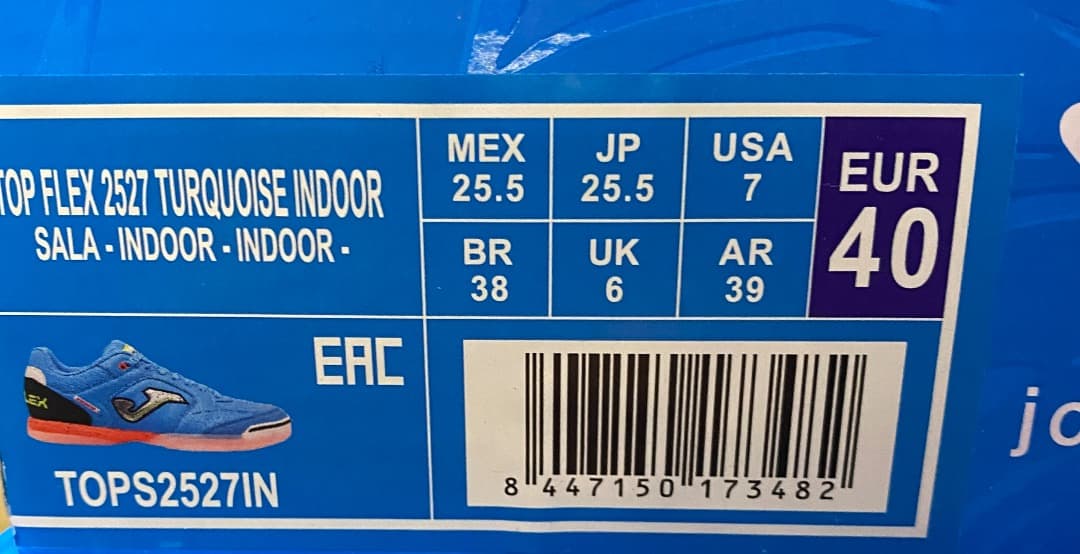 TOP FLEX 2527 TURQUOISE INDOOR
SALA - INDOOR - INDOOR -
MEX
25.5
JP
25.5
USA
7
BR
38
UK
6
AR
39
EUR
40
EAC
TOPS2527IN
8 447150 173482
jo